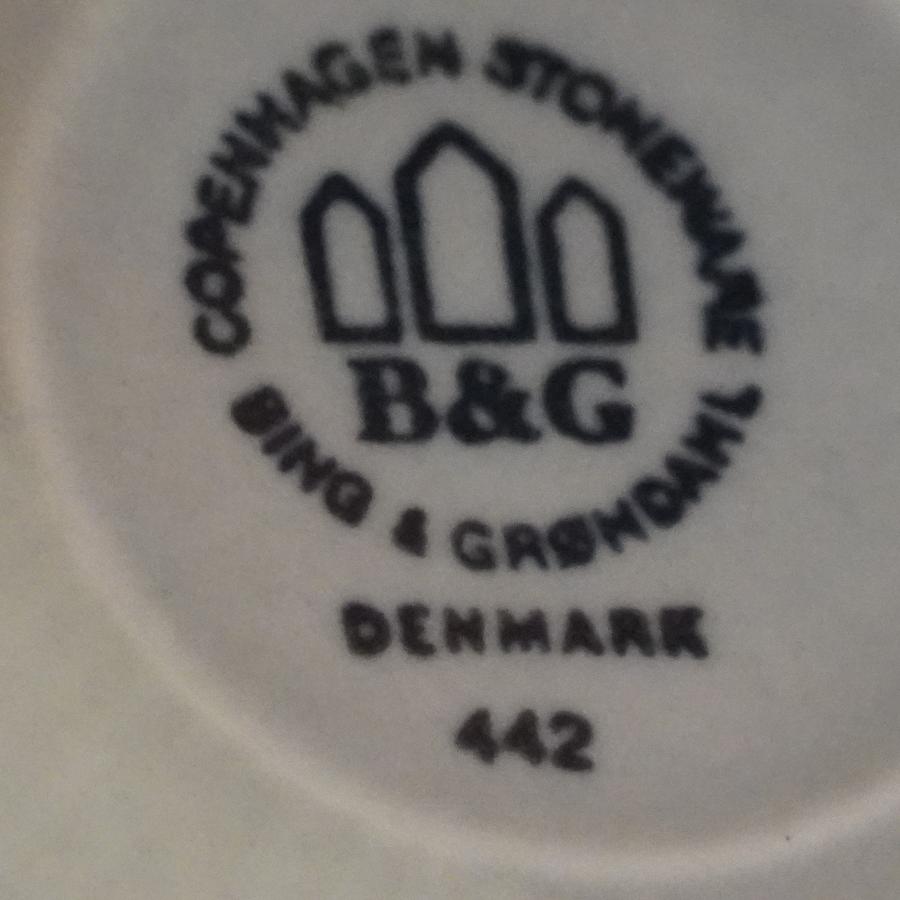 COPENHAGEN STONEWARE
B&G
BING & GRØNDAHL
DENMARK
442